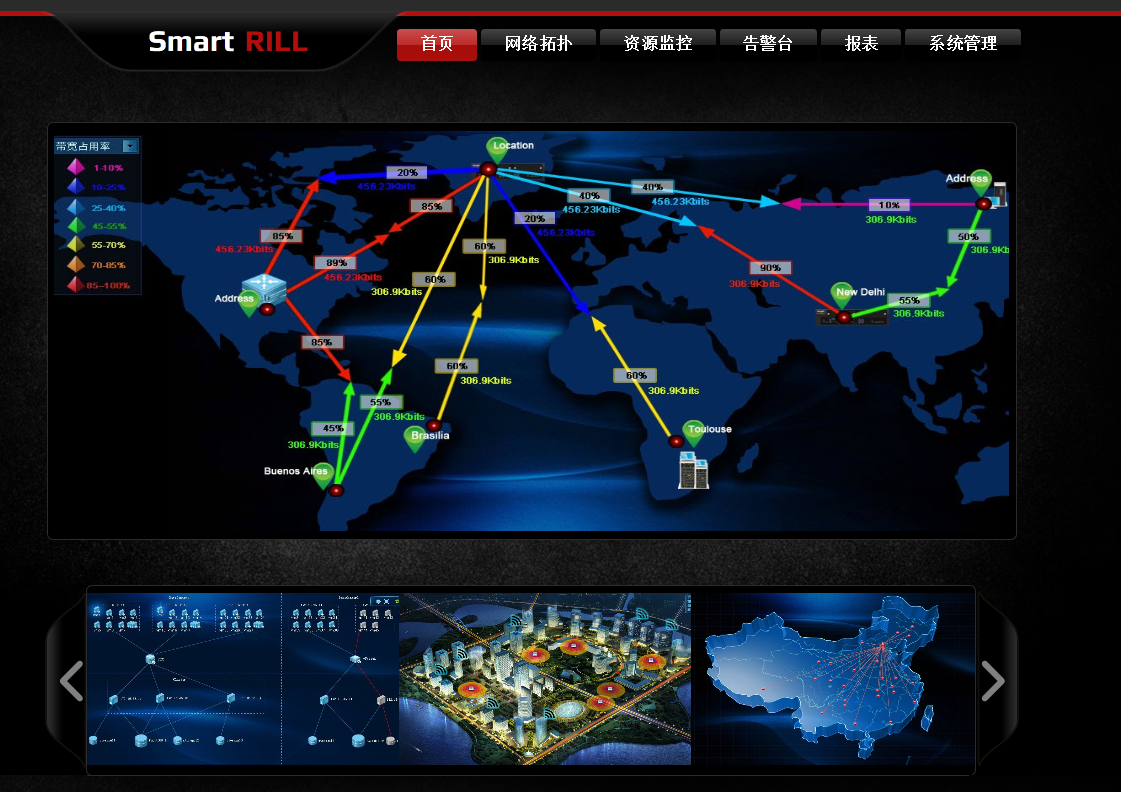 Smart RILL
首页 网络拓扑 资源监控 告警台 报表 系统管理
带宽占用率
1-10%
10-25%
25-40%
45-55%
55-70%
70-85%
85--100%
Location
20%
456.23Kbits
40%
456.23Kbits
40%
456.23Kbits
Address
10%
306.9Kbits
85%
20%
456.23Kbits
85%
456.23Kbits
60%
306.9Kbits
50%
306.9Kb
89%
456.23Kbits
90%
306.9Kbits
60%
306.9Kbits
New Delhi
55%
306.9Kbits
Address
85%
60%
306.9Kbits
60%
306.9Kbits
55%
306.9Kbits
45%
306.9Kbits
Brasilia
Toulouse
Buenos Aires